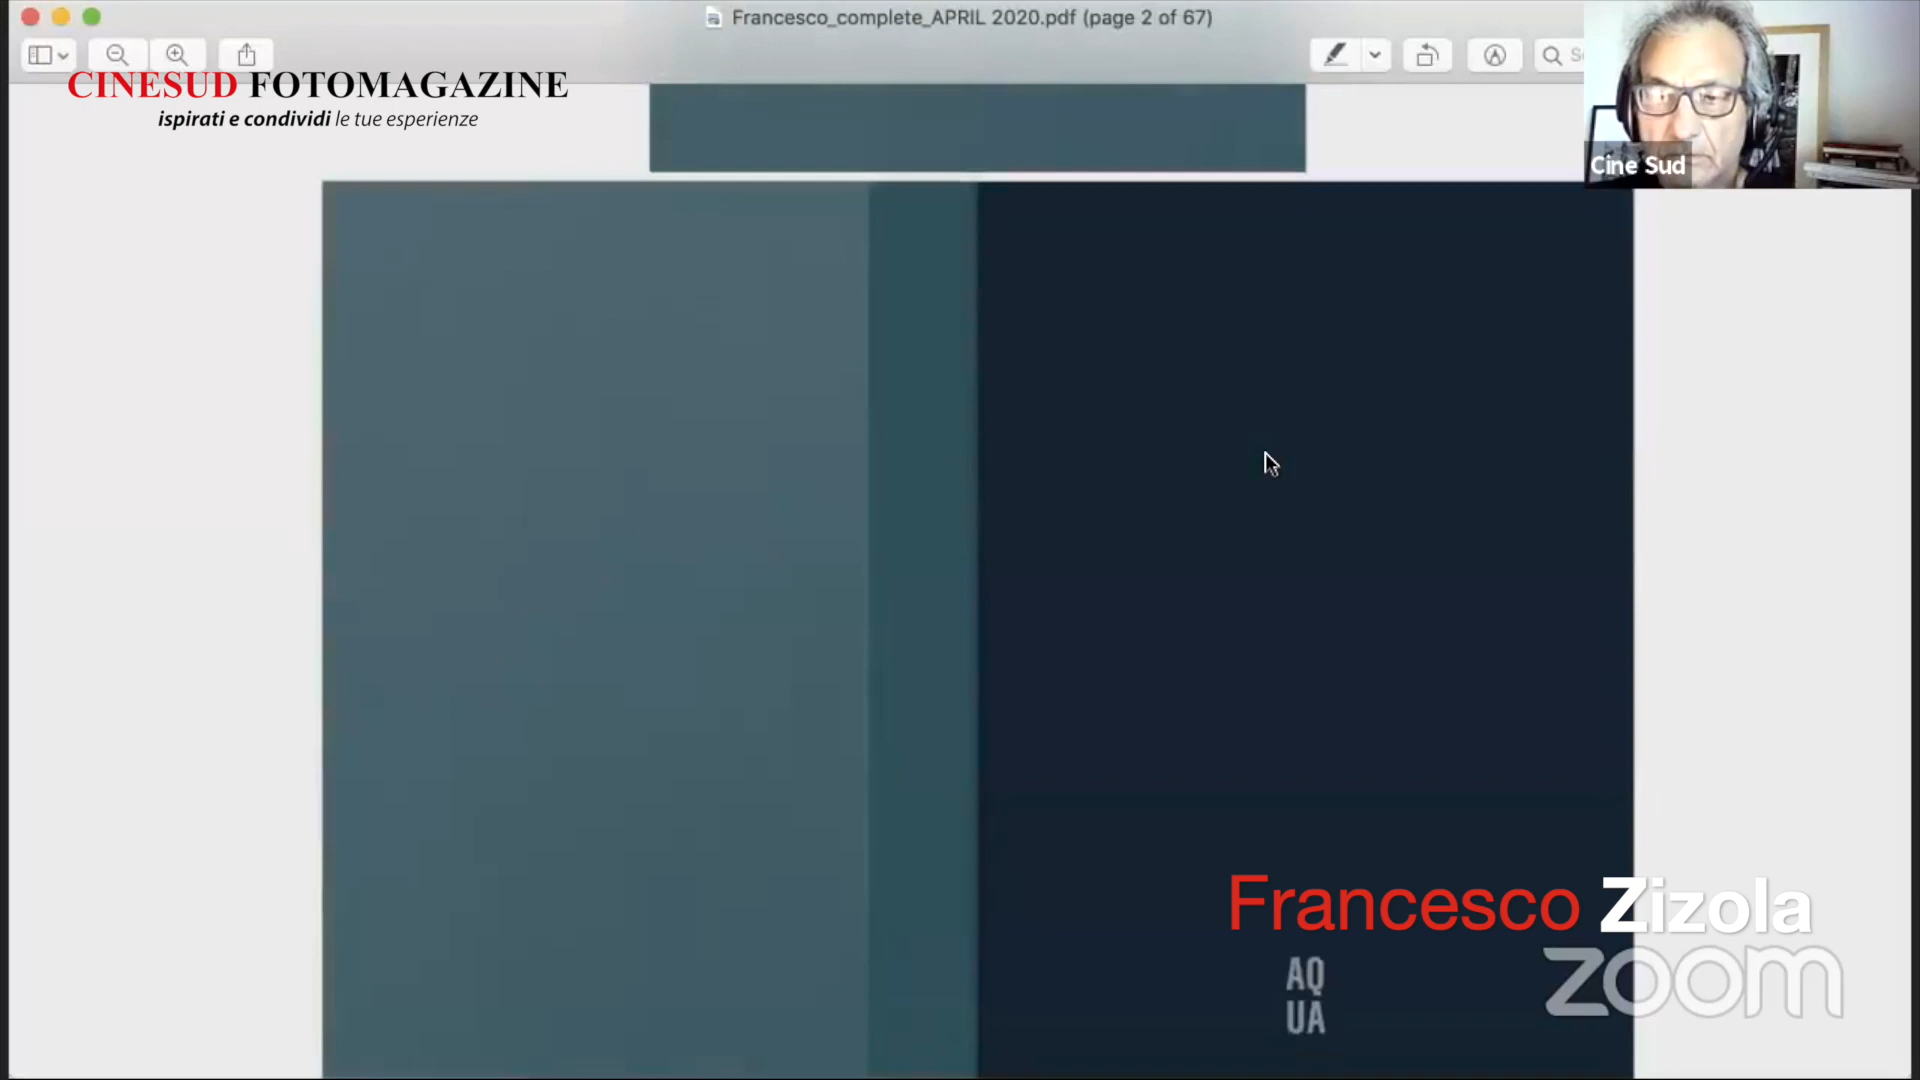 Francesco_complete_APRIL 2020.pdf (page 2 of 67)
CINESUD FOTOMAGAZINE
ispirati e condividi le tue esperienze
Cine Sud
Francesco Zizola
zoom
AQ
UA